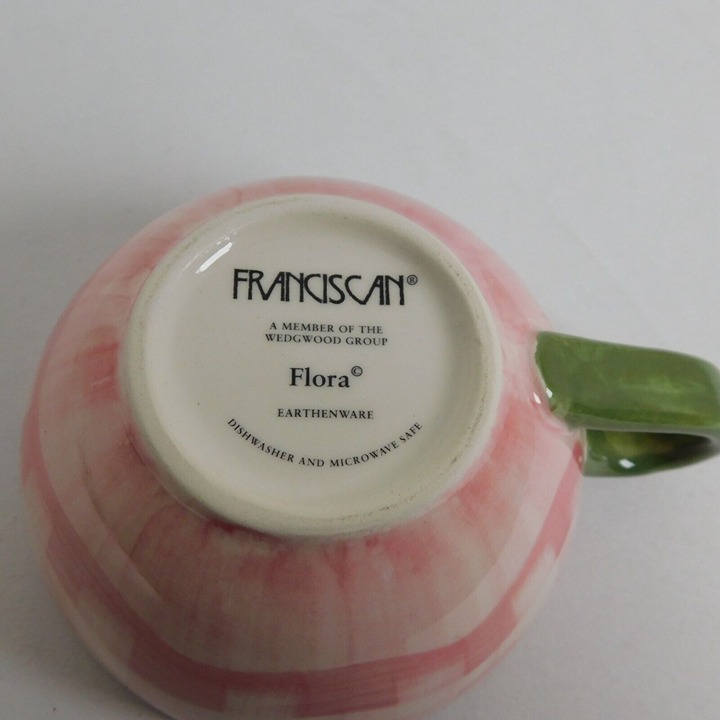 FRANCISCAN®
A MEMBER OF THE
WEDGWOOD GROUP
Flora©
EARTHENWARE
DISHWASHER AND MICROWAVE SAFE